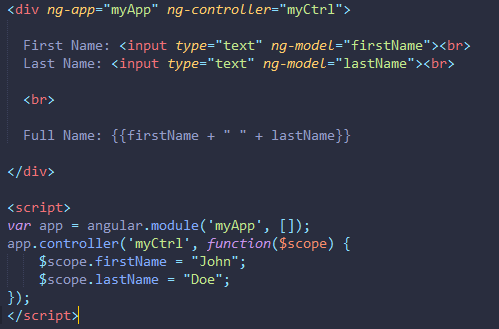 <div ng-app="myApp" ng-controller="myCtrl">
First Name: <input type="text" ng-model="firstName"><br>
Last Name: <input type="text" ng-model="lastName"><br>
<br>
Full Name: {{firstName + " " + lastName}}
</div>
<script>
var app = angular.module('myApp', []);
app.controller('myCtrl', function($scope) {
$scope.firstName = "John";
$scope.lastName = "Doe";
});
</script>